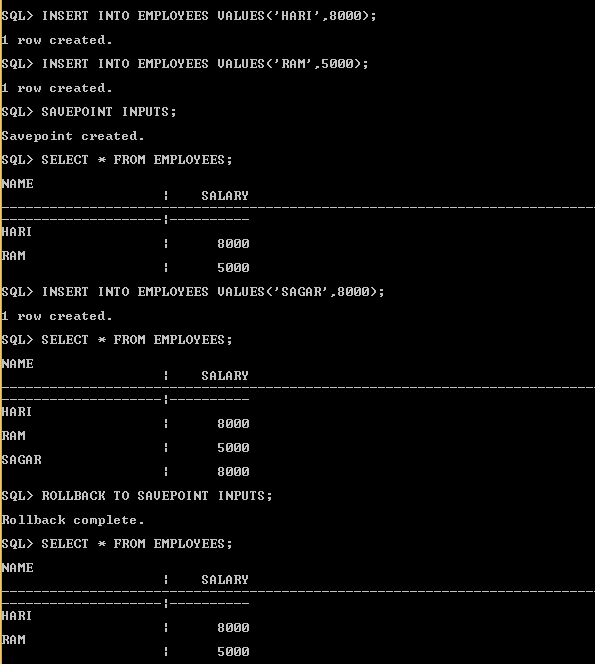 SQL> INSERT INTO EMPLOYEES VALUES('HARI',8000);
1 row created.
SQL> INSERT INTO EMPLOYEES VALUES('RAM',5000);
1 row created.
SQL> SAVEPOINT INPUTS;
Savepoint created.
SQL> SELECT * FROM EMPLOYEES;
NAME
¦ SALARY
--------------------------------------------------------------------------
--------------------¦----------
HARI
¦ 8000
RAM
¦ 5000
SQL> INSERT INTO EMPLOYEES VALUES('SAGAR',8000);
1 row created.
SQL> SELECT * FROM EMPLOYEES;
NAME
¦ SALARY
--------------------------------------------------------------------------
--------------------¦----------
HARI
¦ 8000
RAM
¦ 5000
SAGAR
¦ 8000
SQL> ROLLBACK TO SAVEPOINT INPUTS;
Rollback complete.
SQL> SELECT * FROM EMPLOYEES;
NAME
¦ SALARY
--------------------------------------------------------------------------
--------------------¦----------
HARI
¦ 8000
RAM
¦ 5000